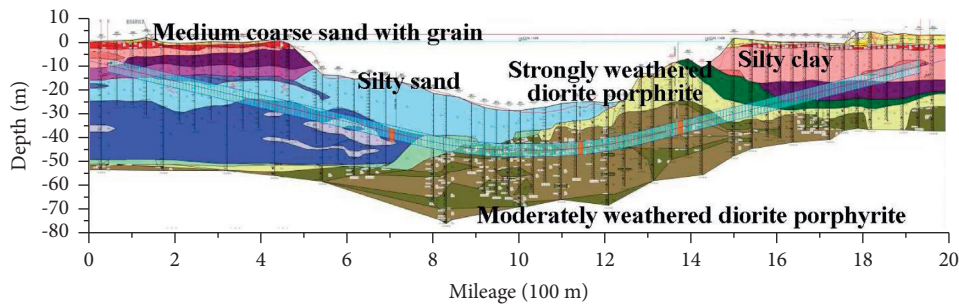 10
0
-10
-20
-30
-40
-50
-60
-70
-80
Depth (m)
Medium coarse sand with grain
Silty sand
Strongly weathered
diorite porphrite
Silty clay
Moderately weathered diorite porphyrite
0 2 4 6 8 10 12 14 16 18 20
Mileage (100 m)